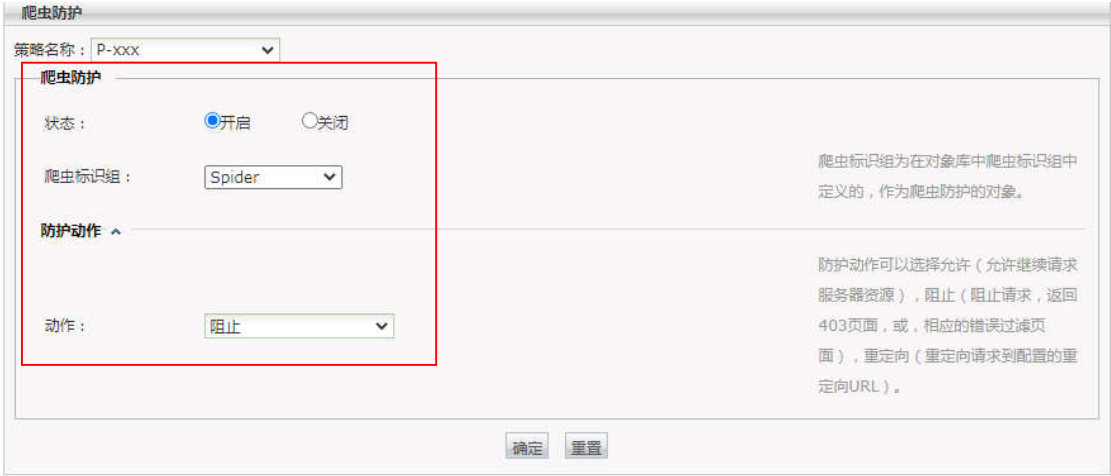 爬虫防护
策略名称：P-xxx
爬虫防护
状态：开启 关闭
爬虫标识组：Spider
爬虫标识组为在对象库中爬虫标识组中
定义的，作为爬虫防护的对象。
防护动作
动作：阻止
防护动作可以选择允许（允许继续请求
服务器资源），阻止（阻止请求，返回
403页面，或，相应的错误过滤页
面），重定向（重定向请求到配置的重
定向URL）。
确定 重置